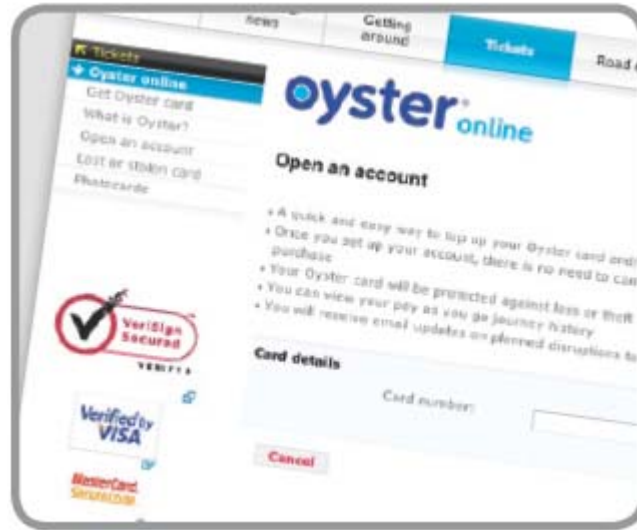 news
Getting
around
Tickets
Road
Tickets
Oyster online
Get Oyster card
What is Oyster?
Open an account
Lost or stolen card
Photocards
oyster online
Open an account
A quick and easy way to top up your Oyster card and
Once you set up your account, there is no need to
purchase
Your Oyster card will be protected against loss or theft
You can view your pay as you go journey history
You will receive email updates on planned disruptions to
Card details
Card number:
Cancel
VeriSign
Secured
VERIFY
Verified by
VISA
MasterCard.
SecureCode